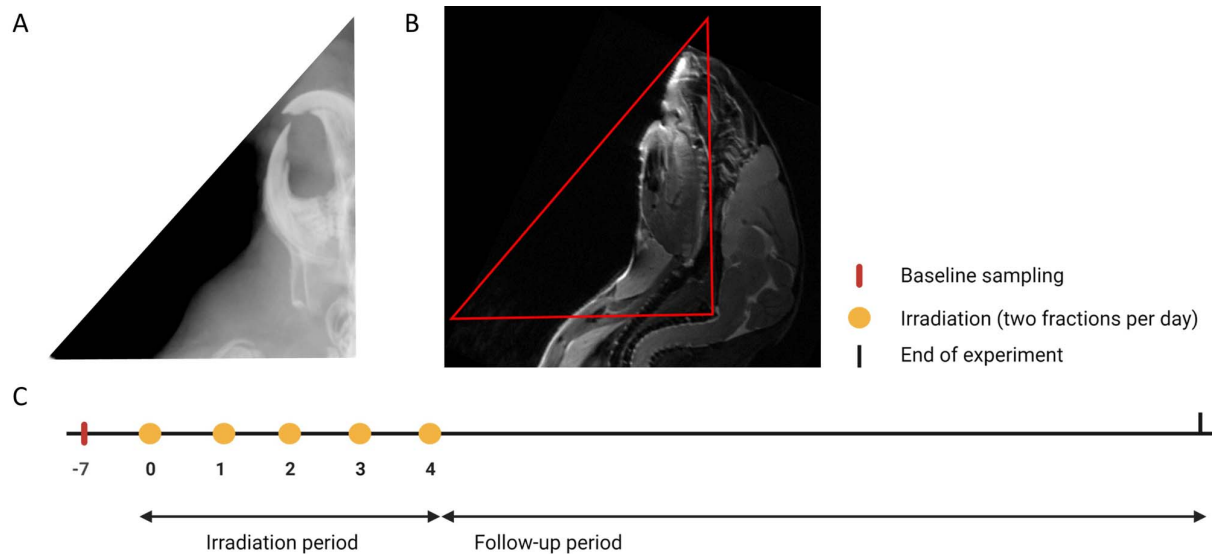 A
B
Baseline sampling
Irradiation (two fractions per day)
End of experiment
C
-7 0 1 2 3 4
Irradiation period Follow-up period